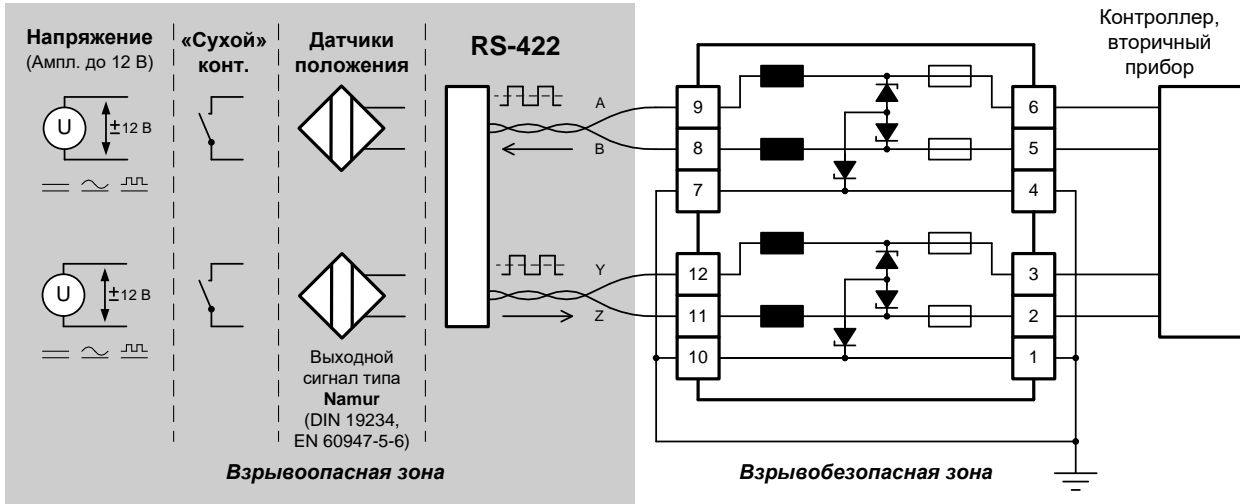 Напряжение
(Ампл. до 12 В)
«Сухой»
конт.
Датчики
положения
RS-422
Контроллер,
вторичный
прибор
U
±12 В
A
B
9
8
7
6
5
4
U
±12 В
Y
Z
12
11
10
3
2
1
Выходной
сигнал типа
Namur
(DIN 19234,
EN 60947-5-6)
Взрывоопасная зона
Взрывобезопасная зона